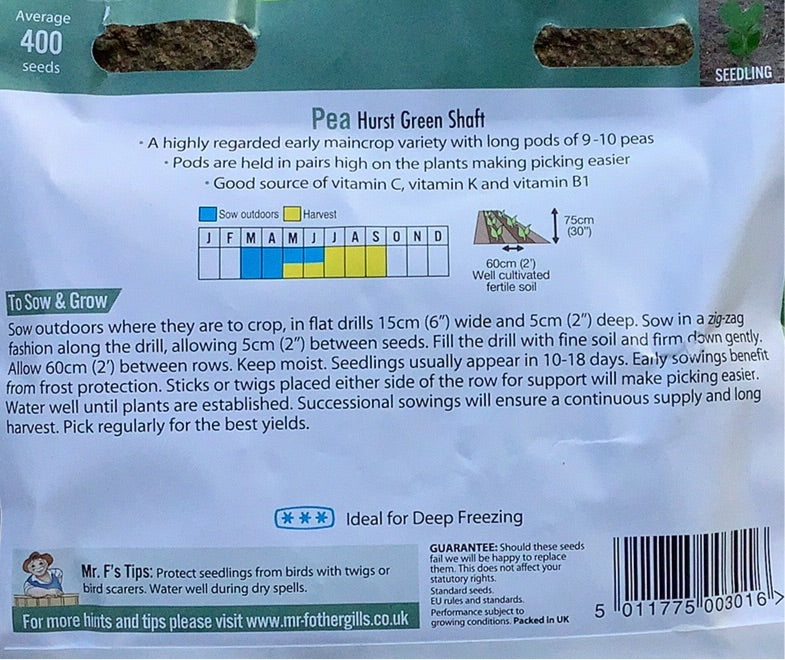 Average
400
seeds
SEEDLING
Pea Hurst Green Shaft
• A highly regarded early maincrop variety with long pods of 9-10 peas
• Pods are held in pairs high on the plants making picking easier
• Good source of vitamin C, vitamin K and vitamin B1
Sow outdoors Harvest
J F M A M J J A S O N D
75cm
(30")
60cm (2')
Well cultivated
fertile soil
To Sow & Grow
Sow outdoors where they are to crop, in flat drills 15cm (6") wide and 5cm (2") deep. Sow in a zig-zag
fashion along the drill, allowing 5cm (2") between seeds. Fill the drill with fine soil and firm down gently.
Allow 60cm (2') between rows. Keep moist. Seedlings usually appear in 10-18 days. Early sowings benefit
from frost protection. Sticks or twigs placed either side of the row for support will make picking easier.
Water well until plants are established. Successional sowings will ensure a continuous supply and long
harvest. Pick regularly for the best yields.
Ideal for Deep Freezing
Mr. F's Tips: Protect seedlings from birds with twigs or
bird scarers. Water well during dry spells.
For more hints and tips please visit www.mr-fothergills.co.uk
GUARANTEE: Should these seeds
fail we will be happy to replace
them. This does not affect your
statutory rights.
Standard seeds.
EU rules and standards.
Performance subject to
growing conditions. Packed in UK
5 011775 003016 >